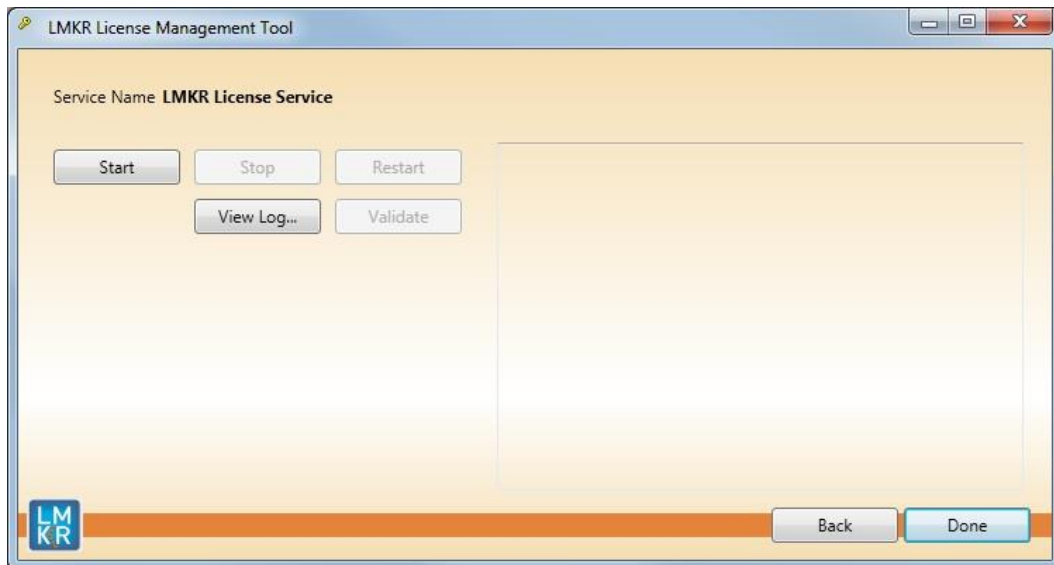 LMKR License Management Tool
Service Name LMKR License Service
Start Stop Restart
View Log... Validate
LM
KR
Back Done